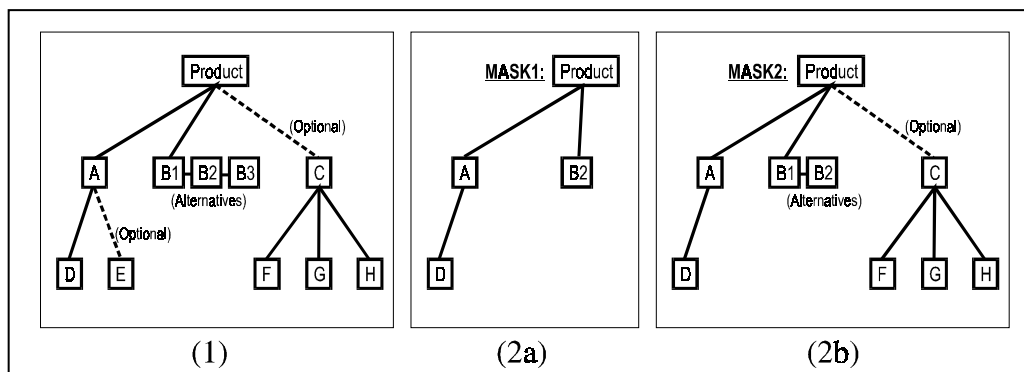 Product
(Optional)
A
B1
B2
B3
C
(Alternatives)
(Optional)
D
E
F
G
H
(1)
MASK1: Product
A
B2
D
(2a)
MASK2: Product
(Optional)
A
B1
B2
C
(Alternatives)
D
F
G
H
(2b)